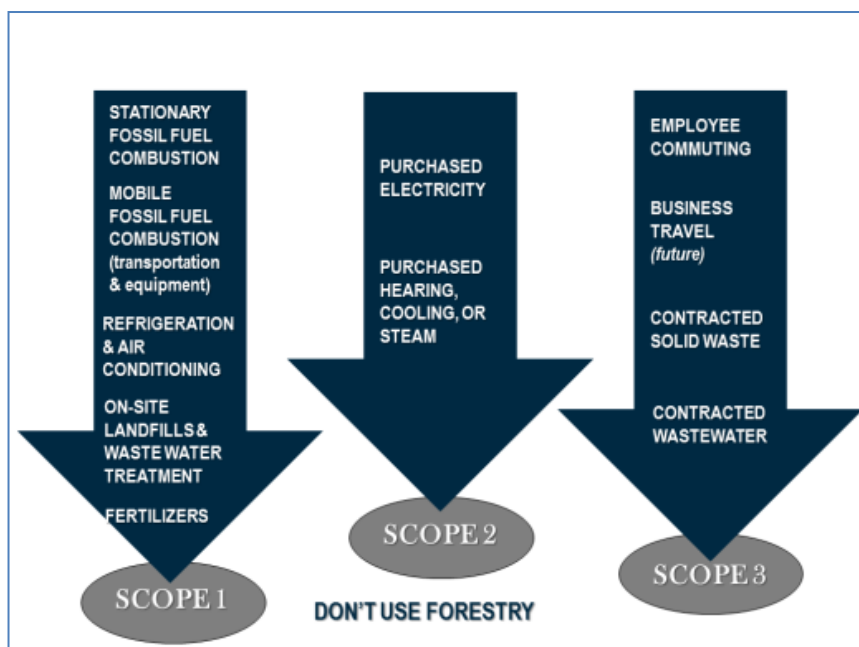 STATIONARY
FOSSIL FUEL
COMBUSTION
MOBILE
FOSSIL FUEL
COMBUSTION
(transportation
& equipment)
REFRIGERATION
& AIR
CONDITIONING
ON-SITE
LANDFILLS &
WASTE WATER
TREATMENT
FERTILIZERS
SCOPE 1
PURCHASED
ELECTRICITY
PURCHASED
HEARING,
COOLING, OR
STEAM
SCOPE 2
EMPLOYEE
COMMUTING
BUSINESS
TRAVEL
(future)
CONTRACTED
SOLID WASTE
CONTRACTED
WASTEWATER
SCOPE 3
DON'T USE FORESTRY